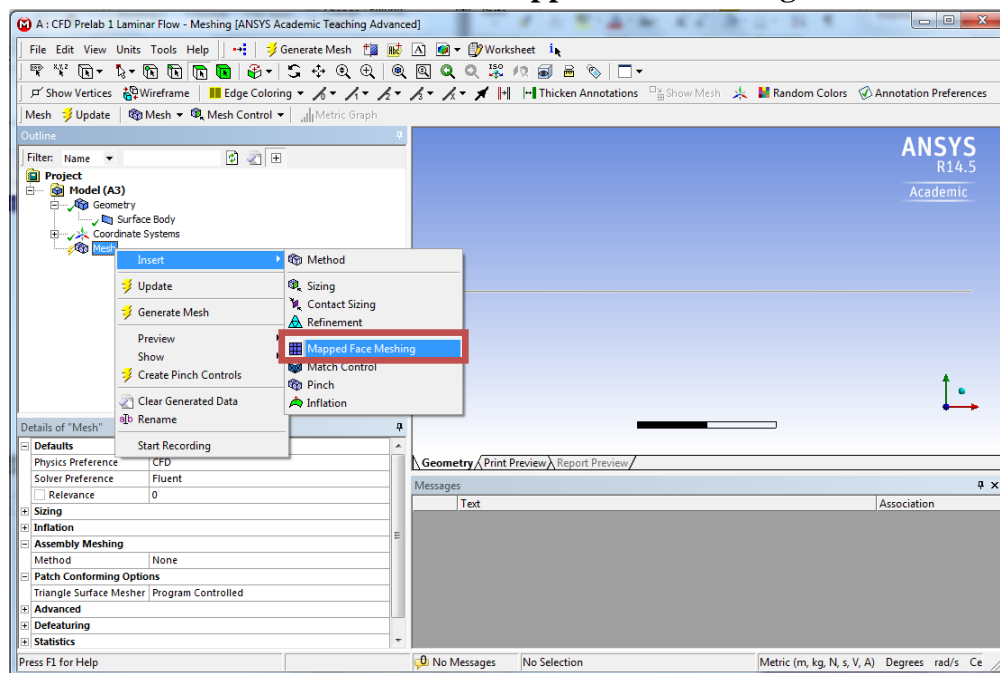 A : CFD Prelab 1 Laminar Flow - Meshing [ANSYS Academic Teaching Advanced]
File Edit View Units Tools Help Generate Mesh A Worksheet i
Show Vertices Wireframe Edge Coloring Thicken Annotations Show Mesh Random Colors Annotation Preferences
Mesh Update Mesh Mesh Control Metric Graph
Outline
Filter: Name
Project
Model (A3)
Geometry
Surface Body
Coordinate Systems
Mesh
Insert
Update
Generate Mesh
Preview
Show
Create Pinch Controls
Clear Generated Data
Rename
Start Recording
Method
Sizing
Contact Sizing
Refinement
Mapped Face Meshing
Match Control
Pinch
Inflation
ANSYS
R14.5
Academic
Details of "Mesh"
Defaults
Physics Preference CFD
Solver Preference Fluent
Relevance 0
Sizing
Inflation
Assembly Meshing
Method None
Patch Conforming Options
Triangle Surface Mesher Program Controlled
Advanced
Defeaturing
Statistics
Geometry Print Preview Report Preview
Messages
Text Association
Press F1 for Help 0 No Messages No Selection Metric (m, kg, N, s, V, A) Degrees rad/s Ce